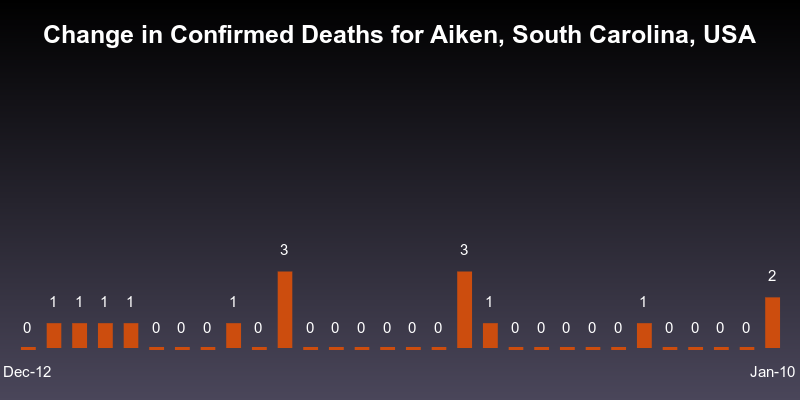 Change in Confirmed Deaths for Aiken, South Carolina, USA
0 1 1 1 1 0 0 0 1 0 3 0 0 0 0 0 0 3 1 0 0 0 0 0 1 0 0 0 0 2
Dec-12 Jan-10